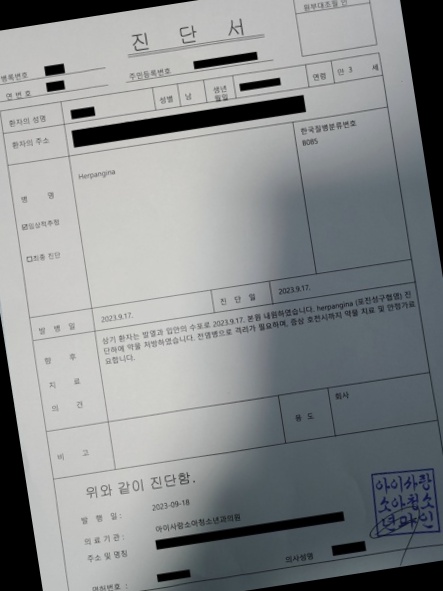 원부대조필 인
진 단 서
병록번호
연 번 호
주민등록번호
환자의 성명
성별 남
생년월일
연령 만 3 세
환자의 주소
병 명
☑임상적추정
☐최종 진단
Herpangina
한국질병분류번호
B085
발 병 일
2023.9.17.
진 단 일
2023.9.17.
향 후 치 료 의 견
상기 환자는 발열과 입안의 수포로 2023.9.17. 본원 내원하였습니다. herpangina (포진성구협염) 진
단하에 약물 처방하였습니다. 전염병으로 격리가 필요하며, 증상 호전시까지 약물 치료 및 안정가료
요합니다.
비 고
용 도
회사
위와 같이 진단함.
발 행 일 : 2023-09-18
의 료 기 관 : 아이사랑소아청소년과의원
주소 및 명칭
면허번호 :
의사성명
아이사랑
소아청소
년과의원